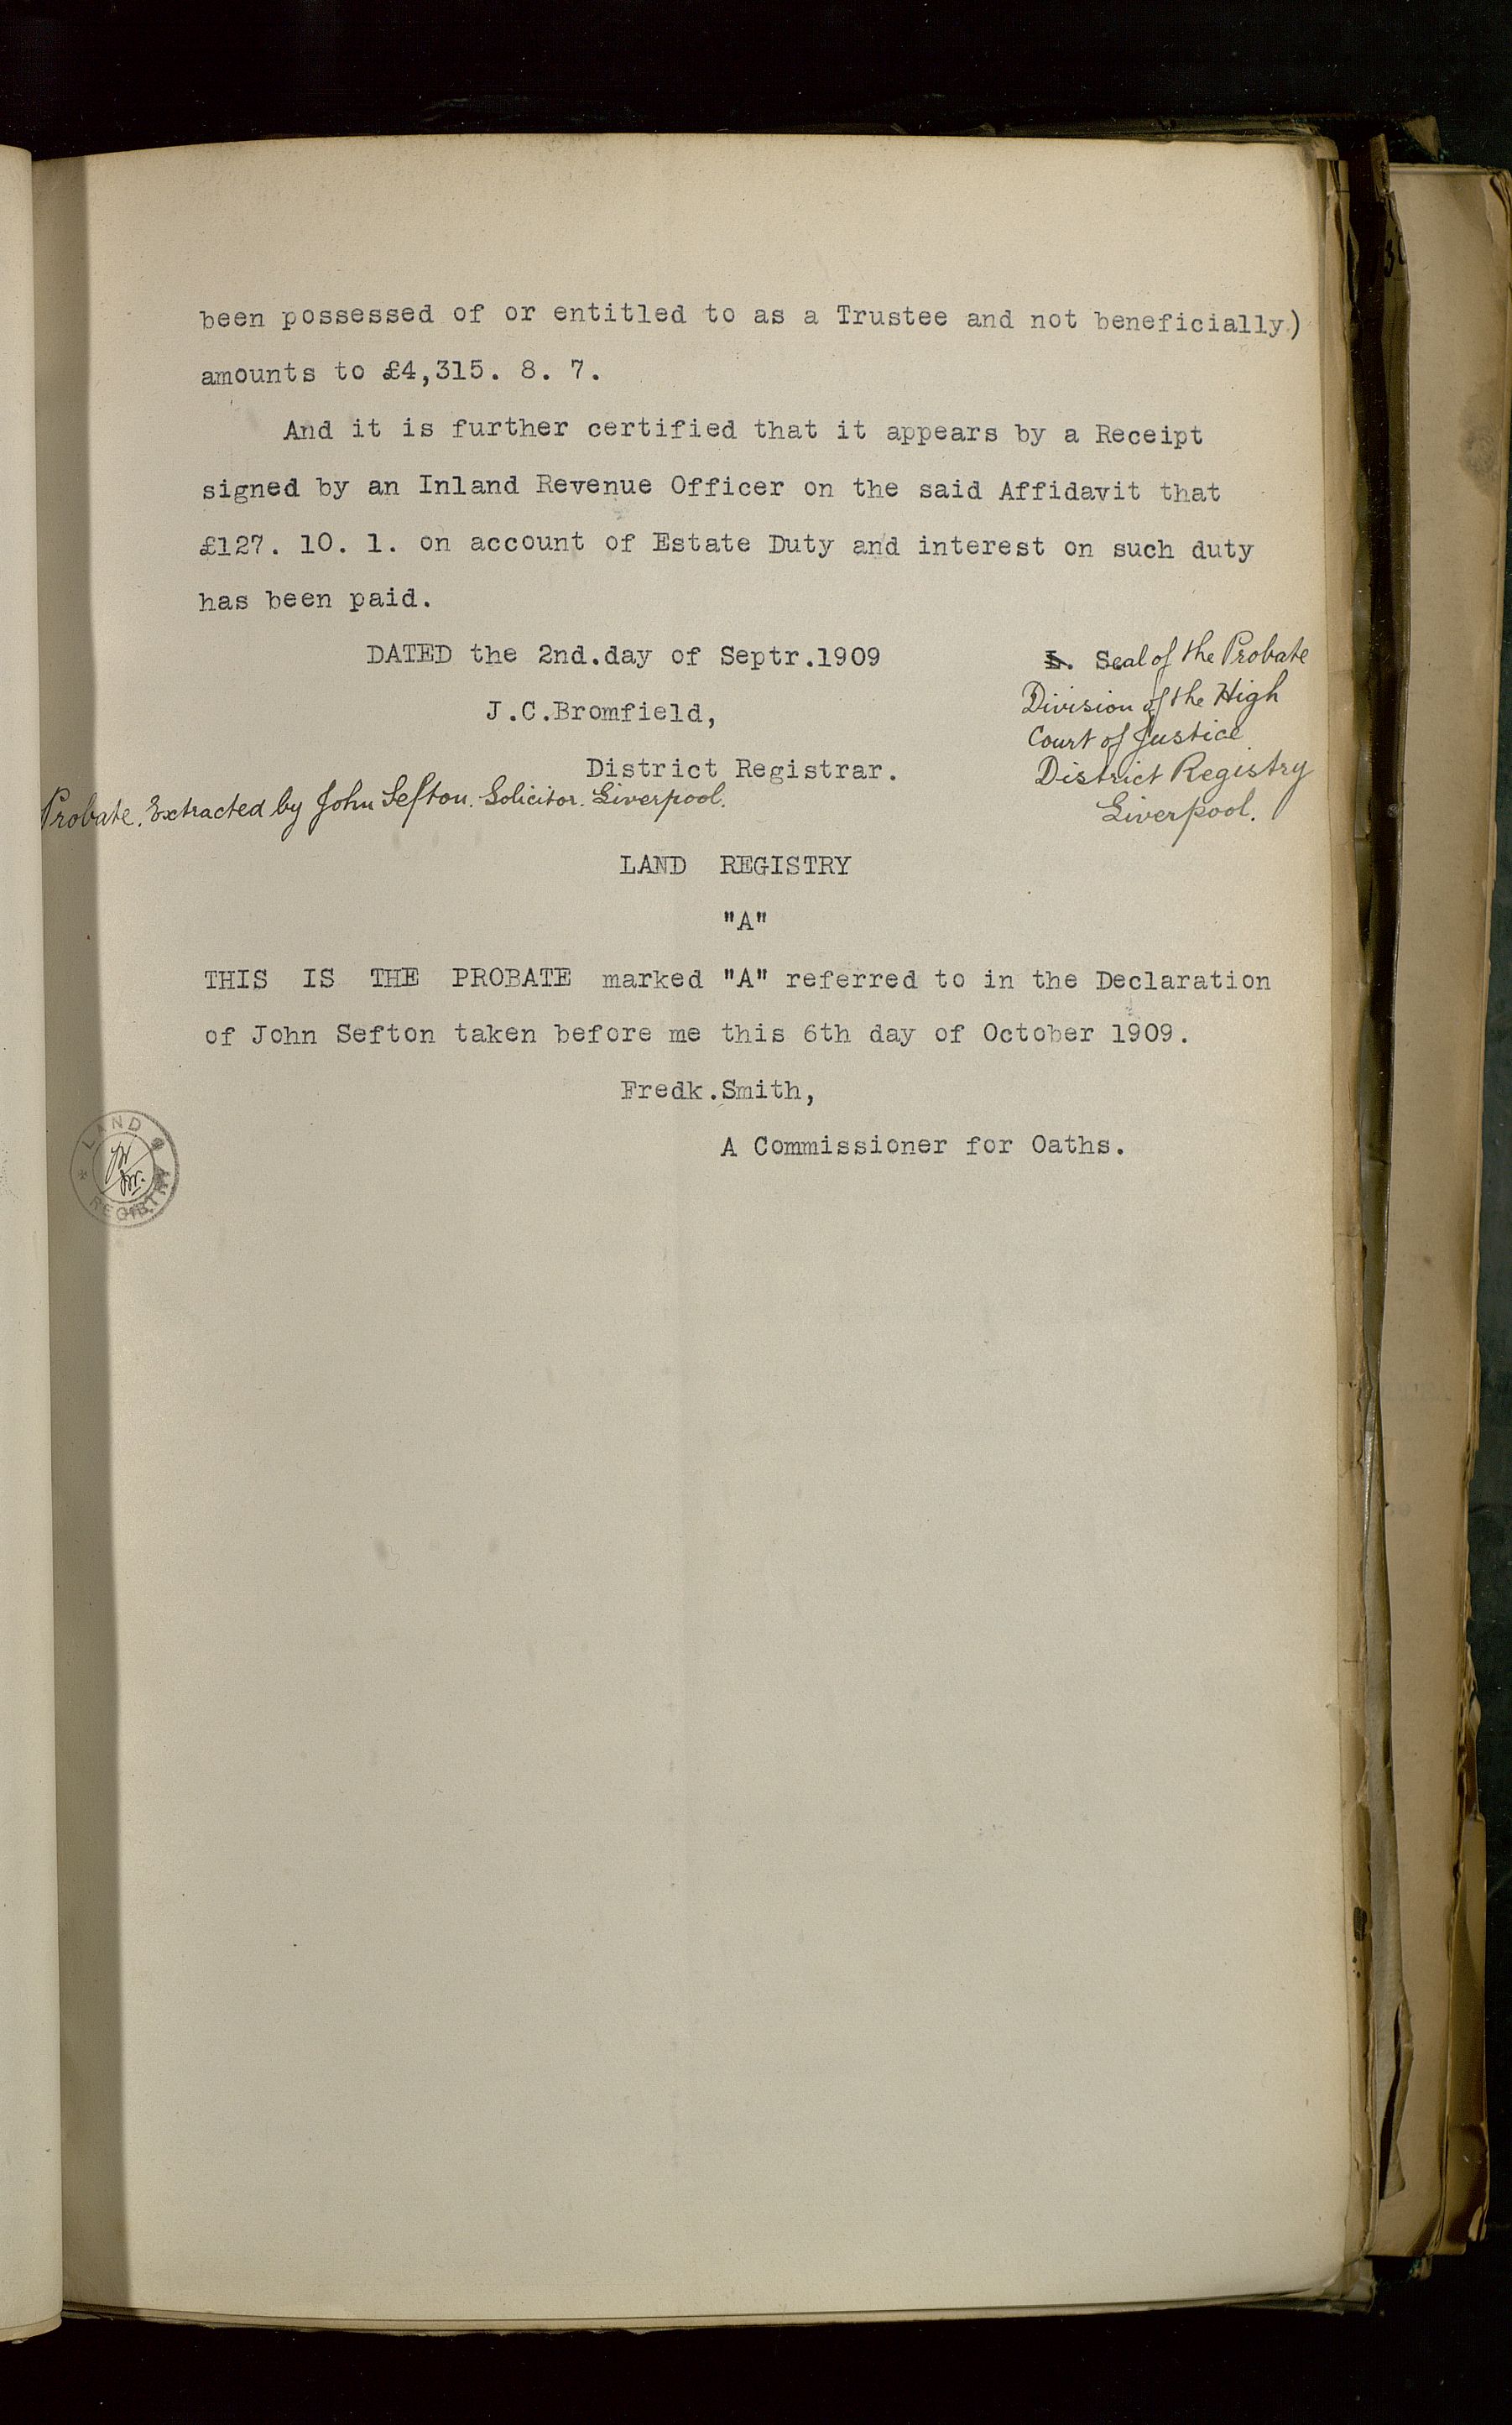 been possessed of or entitled to as a Trustee and not beneficially)
amounts to £4,315. 8. 7.
And it is further certified that it appears by a Receipt
signed by an Inland Revenue Officer on the said Affidavit that
£127. 10. 1. on account of Estate Duty and interest on such duty
has been paid.
DATED the 2nd.day of Septr.1909
J.C.Bromfield,
District Registrar.
L. Seal of the Probate
Division of the High
Court of Justice
District Registry
Liverpool.
Probate. Extracted by John Sefton. Solicitor. Liverpool.
LAND REGISTRY
"A"
THIS IS THE PROBATE marked "A" referred to in the Declaration
of John Sefton taken before me this 6th day of October 1909.
Fredk.Smith,
A Commissioner for Oaths.
LAND
REGISTRY